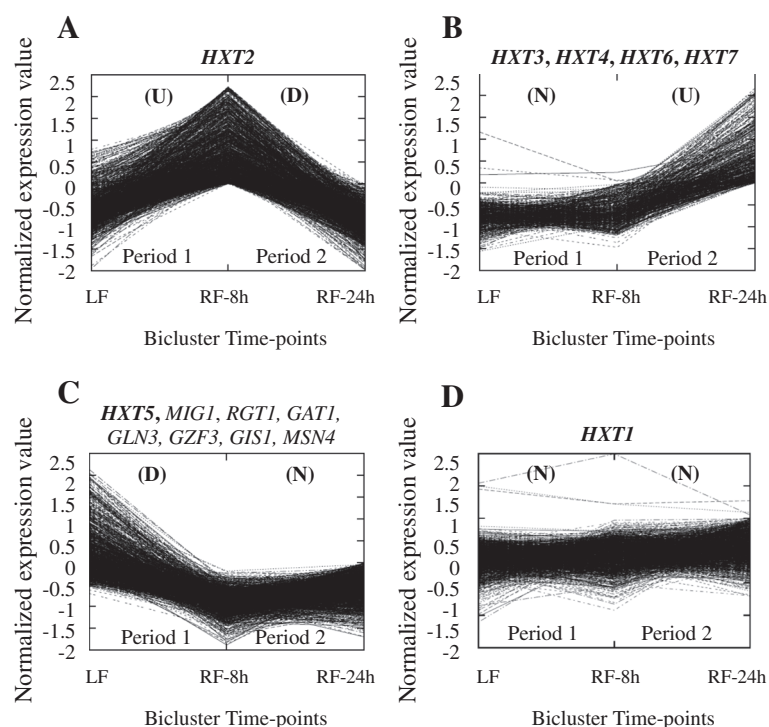 A
HXT2
Normalized expression value
2.5
2
1.5
1
0.5
0
-0.5
-1
-1.5
-2
(U)
(D)
Period 1
Period 2
LF
RF-8h
RF-24h
Bicluster Time-points
B
HXT3, HXT4, HXT6, HXT7
Normalized expression value
2.5
2
1.5
1
0.5
0
-0.5
-1
-1.5
-2
(N)
(U)
Period 1
Period 2
LF
RF-8h
RF-24h
Bicluster Time-points
C
HXT5, MIG1, RGT1, GAT1,
GLN3, GZF3, GIS1, MSN4
Normalized expression value
2.5
2
1.5
1
0.5
0
-0.5
-1
-1.5
-2
(D)
(N)
Period 1
Period 2
LF
RF-8h
RF-24h
Bicluster Time-points
D
HXT1
Normalized expression value
2.5
2
1.5
1
0.5
0
-0.5
-1
-1.5
-2
(N)
(N)
Period 1
Period 2
LF
RF-8h
RF-24h
Bicluster Time-points